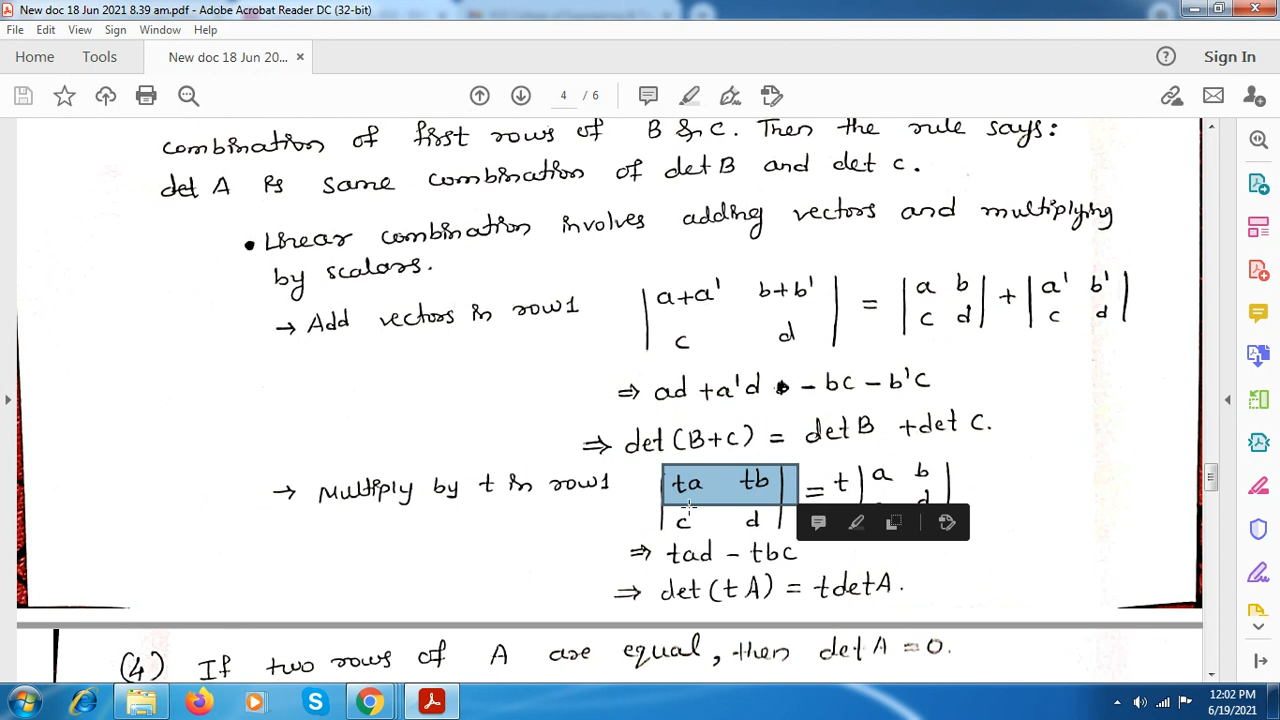 New doc 18 Jun 2021 8.39 am.pdf - Adobe Acrobat Reader DC (32-bit)
File Edit View Sign Window Help
Home Tools New doc 18 Jun 20... × Sign In
4 / 6
combination of first rows of B & C. Then the rule says:
det A is same combination of det B and det C.
• Linear combination involves adding vectors and multiplying
by scalars.
→ Add vectors in row 1 | a+a' b+b' | = | a b | + | a' b' |
| c d | | c d | | c d |
⇒ ad + a'd - bc - b'c
⇒ det(B+C) = det B + det C.
→ Multiply by t in row 1 | ta tb | = t | a b |
| c d | d |
⇒ tad - tbc
⇒ det(tA) = t det A.
(4) If two rows of A are equal, then det A = 0.
12:02 PM
6/19/2021